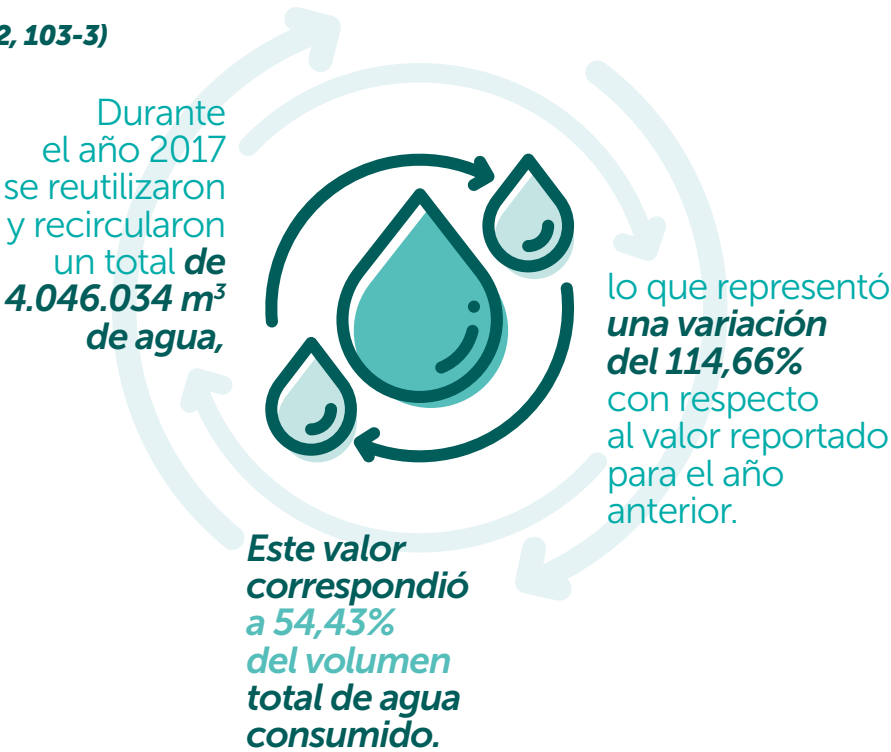 2, 103-3)
Durante
el año 2017
se reutilizaron
y recircularon
un total de
4.046.034 m³
de agua,
lo que representó
una variación
del 114,66%
con respecto
al valor reportado
para el año
anterior.
Este valor
correspondió
a 54,43%
del volumen
total de agua
consumido.